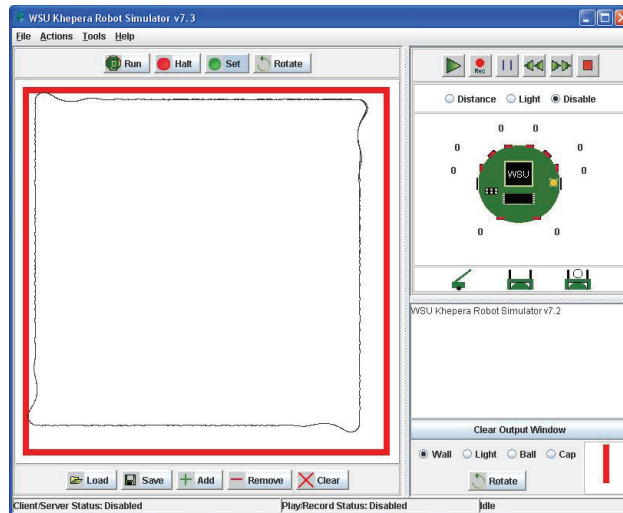 WSU Khepera Robot Simulator v7.3
File Actions Tools Help
Run Halt Set Rotate
Rec
Distance Light Disable
0 0
0 0
0 0
WSU
0 0
WSU Khepera Robot Simulator v7.2
Clear Output Window
Wall Light Ball Cap
Rotate
Load Save Add Remove Clear
Client/Server Status: Disabled Play/Record Status: Disabled Idle